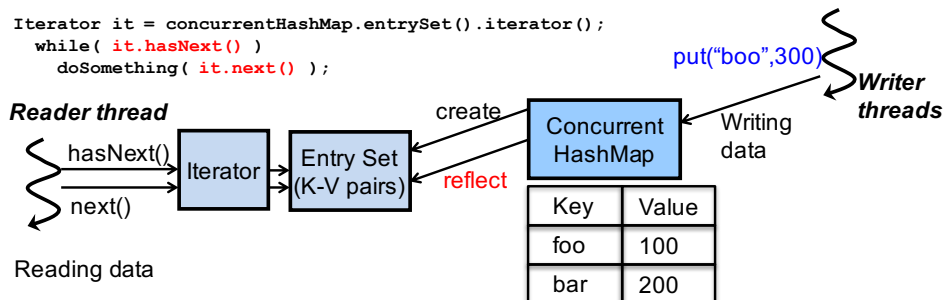 Iterator it = concurrentHashMap.entrySet().iterator();
while( it.hasNext() )
doSomething( it.next() );
put(“boo”,300)
Writer
threads
Reader thread
create
Concurrent
HashMap
Writing
data
hasNext()
Iterator
Entry Set
(K-V pairs)
reflect
next()
Key Value
foo 100
bar 200
Reading data